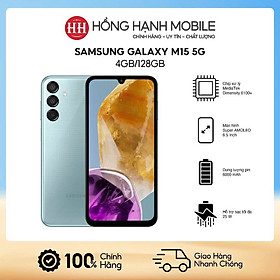 HH
HỒNG HẠNH MOBILE
CHÍNH HÃNG - UY TÍN - CHẤT LƯỢNG
SAMSUNG GALAXY M15 5G
4GB/128GB
Chip xử lý
MediaTek
Dimensity 6100+
Màn hình
Super AMOLED
6.5 inch
Dung lượng pin
6000 mAh
Hỗ trợ sạc tối đa
25 W
100%
Chính
Hãng
Giao Hàng
Nhanh Chóng